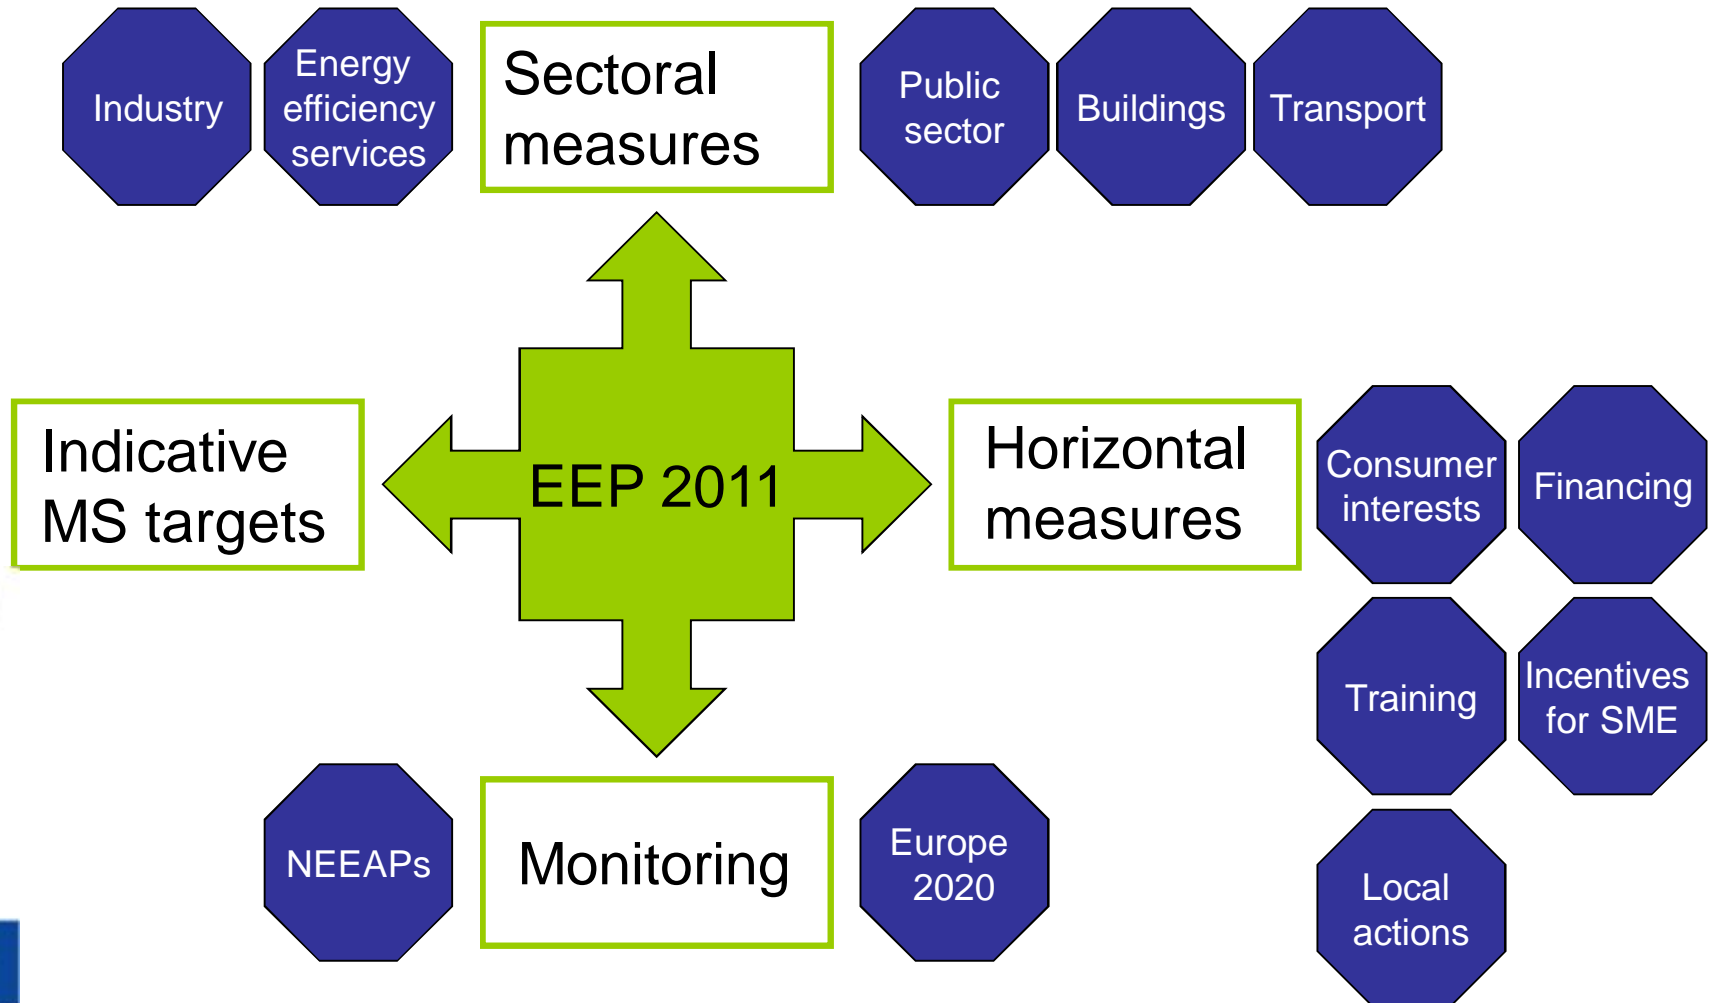 Industry
Energy
efficiency
services
Sectoral
measures
Public
sector
Buildings
Transport
Indicative
MS targets
EEP 2011
Horizontal
measures
Consumer
interests
Financing
Training
Incentives
for SME
Local
actions
NEEAPs
Monitoring
Europe
2020